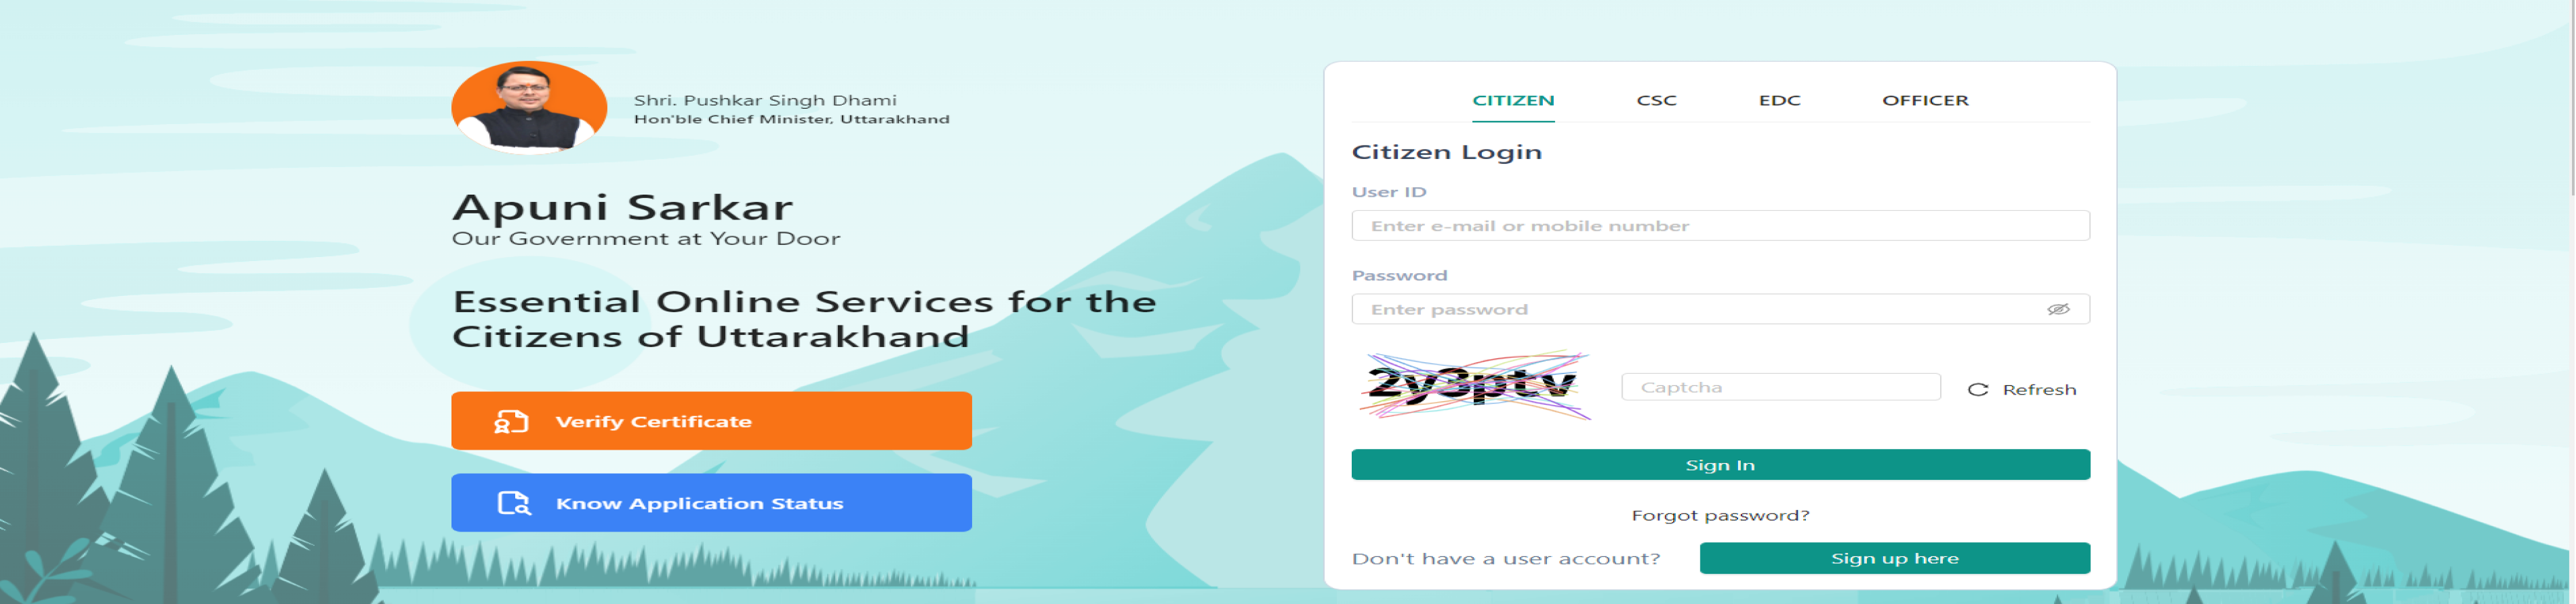 Shri. Pushkar Singh Dhami
Hon'ble Chief Minister, Uttarakhand
Apuni Sarkar
Our Government at Your Door
Essential Online Services for the
Citizens of Uttarakhand
Verify Certificate
Know Application Status
CITIZEN CSC EDC OFFICER
Citizen Login
User ID
Enter e-mail or mobile number
Password
Enter password
2y3ptv Captcha Refresh
Sign In
Forgot password?
Don't have a user account? Sign up here